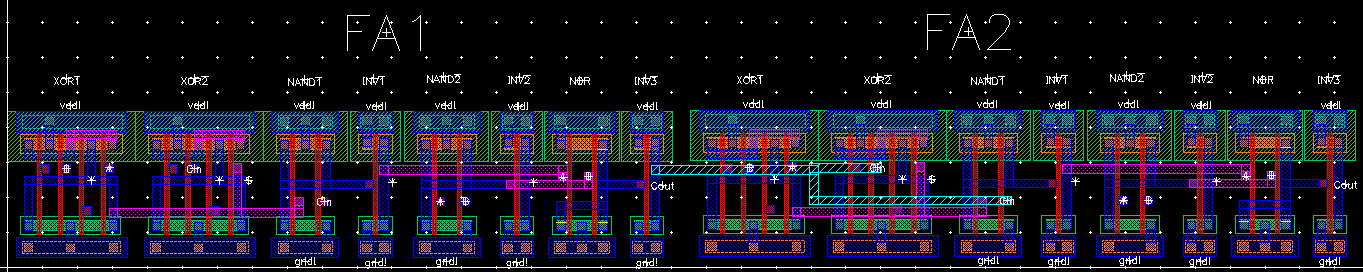 FA1 FA2
XOR1 XOR2 NAND1 INV1 NAND2 INV2 NOR INV3 XOR1 XOR2 NAND1 INV1 NAND2 INV2 NOR INV3
vdd! vdd! vdd! vdd! vdd! vdd! vdd! vdd! vdd! vdd! vdd! vdd! vdd! vdd! vdd! vdd!
B A Cin A B B A Cin
S Cout S Cout
A B Cin Cin A B
gnd! gnd! gnd! gnd! gnd! gnd! gnd! gnd! gnd! gnd! gnd! gnd!